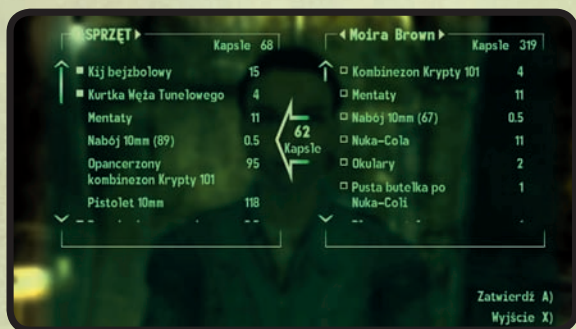 SPRZĘT
Kapsle 68
Kij bejzbolowy 15
Kurtka Węża Tunelowego 4
Mentaty 11
Nabój 10mm (89) 0.5
Opancerzony
kombinezon Krypty 101 95
Pistolet 10mm 118
62
Kapsle
Moira Brown
Kapsle 319
Kombinezon Krypty 101 4
Mentaty 11
Nabój 10mm (67) 0.5
Nuka-Cola 11
Okulary 2
Pusta butelka po 1
Nuka-Coli
Zatwierdź A)
Wyjście X)